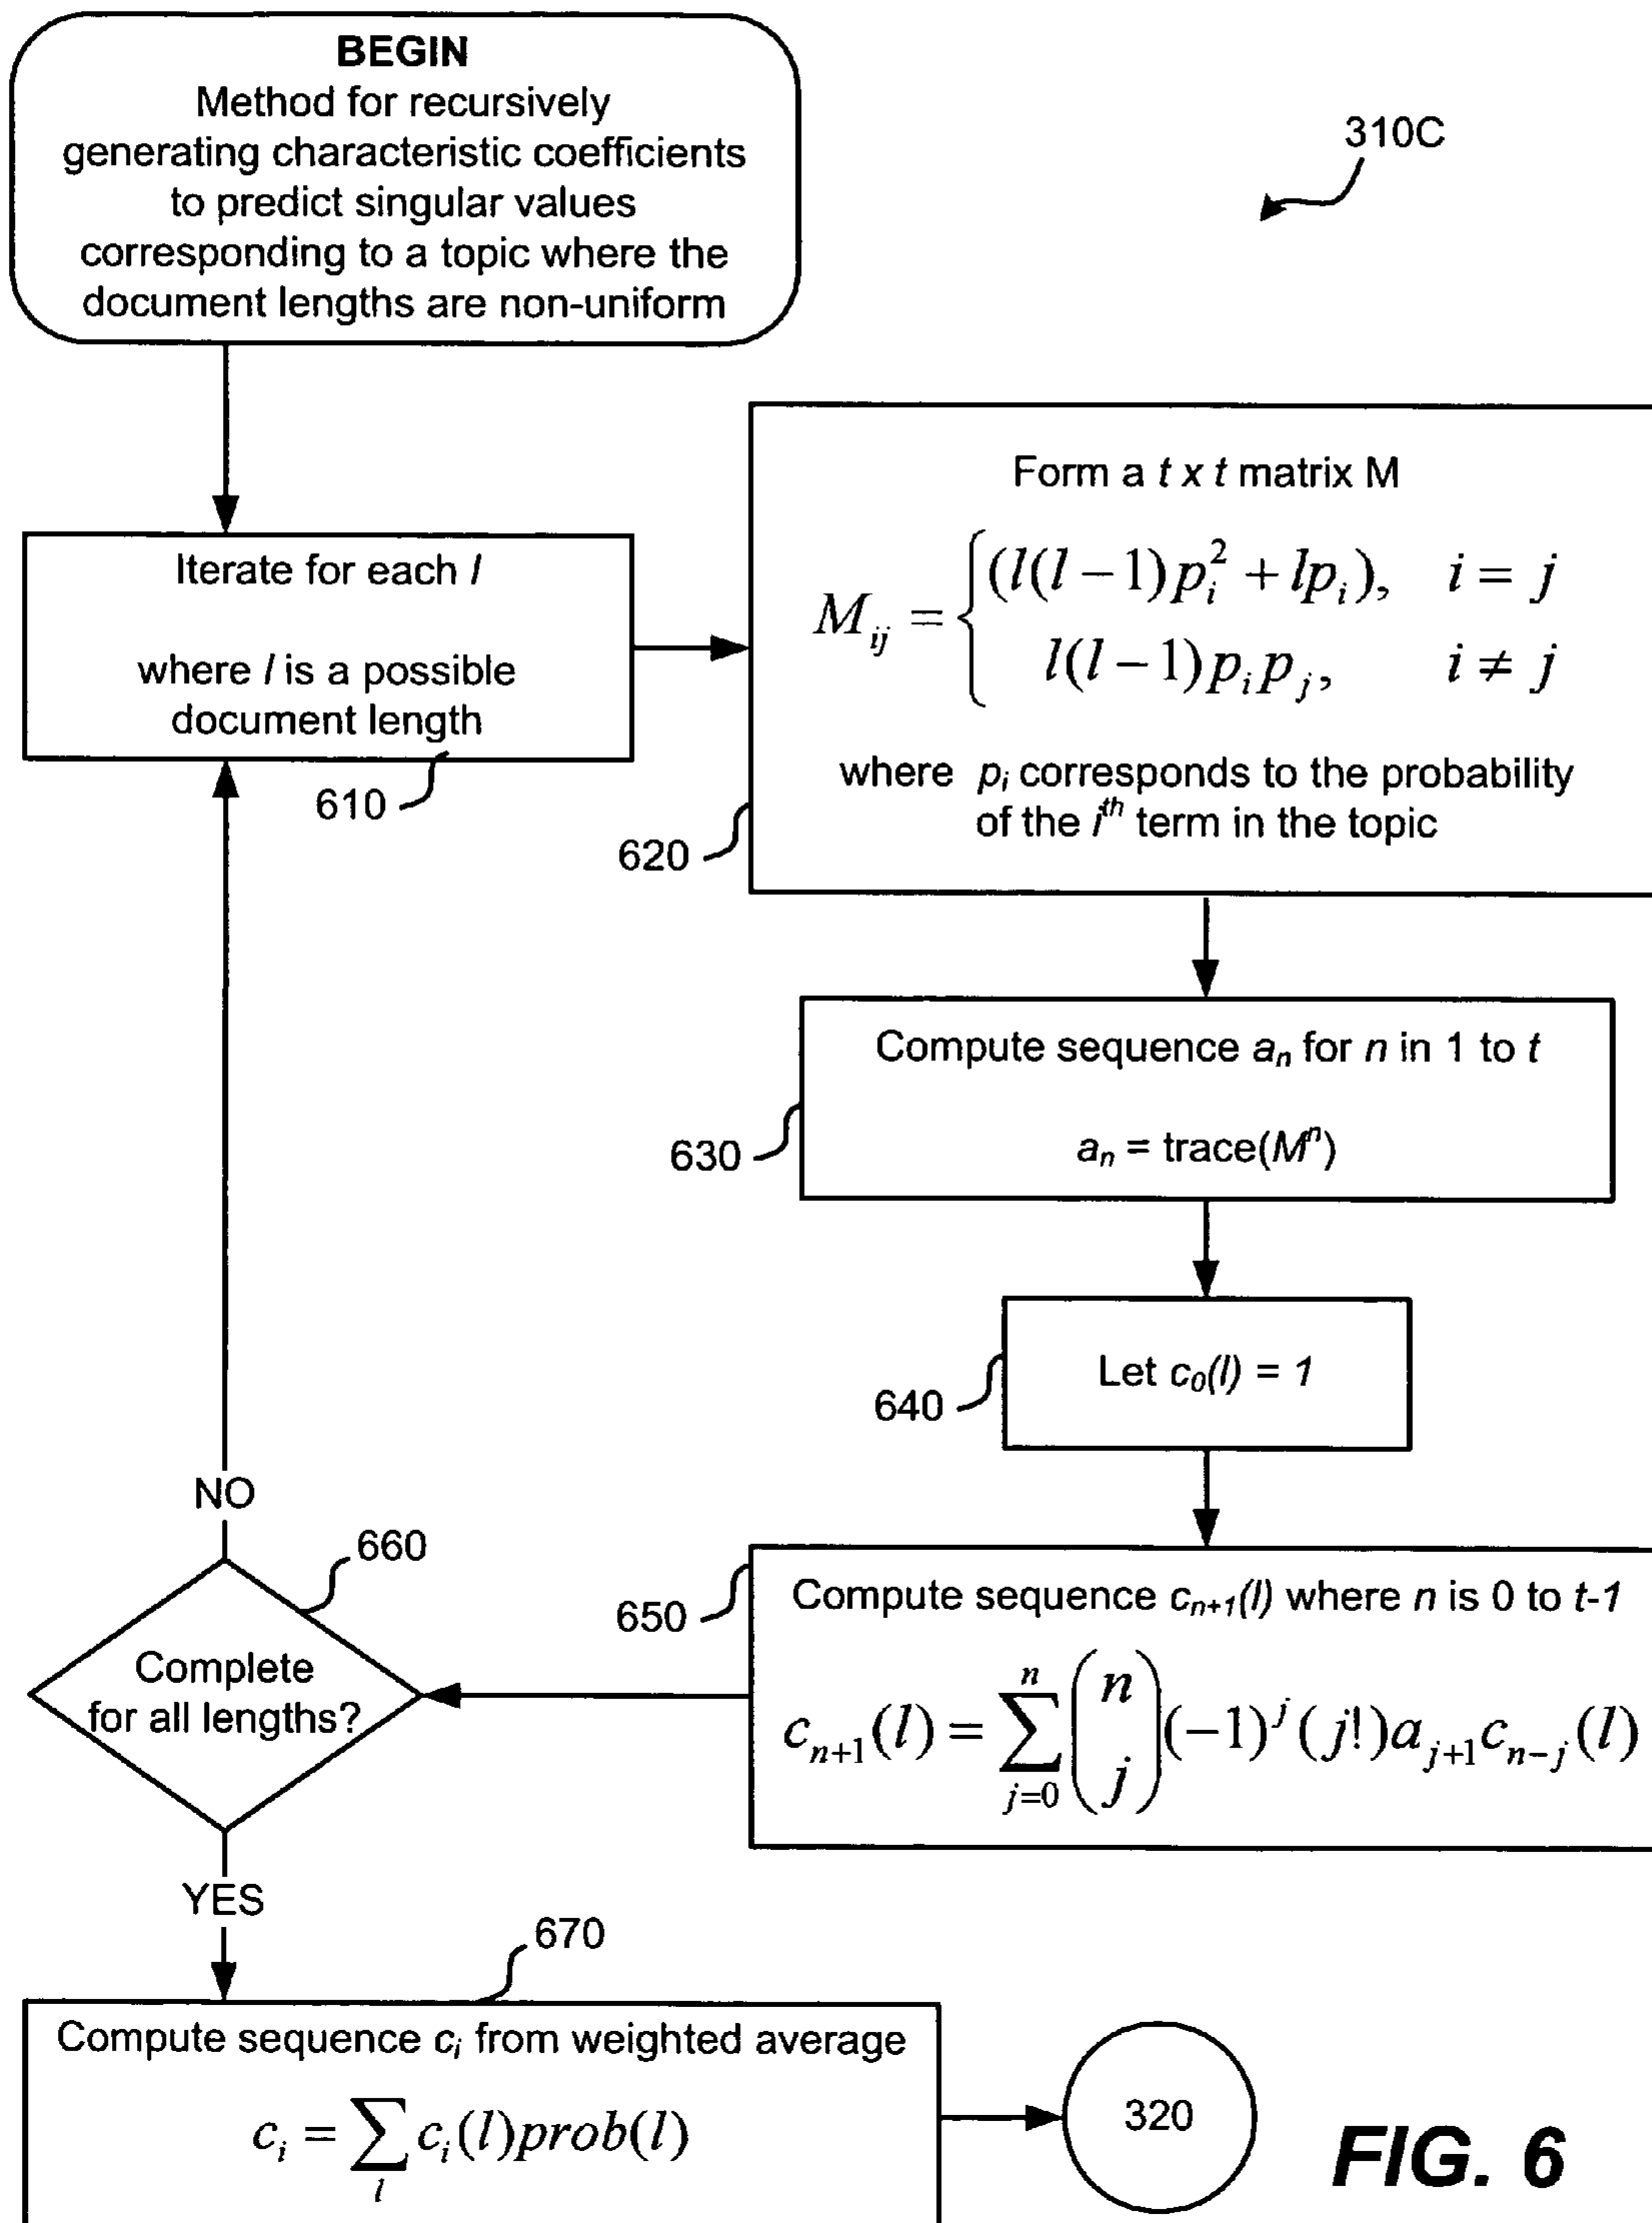 BEGIN
Method for recursively
generating characteristic coefficients
to predict singular values
corresponding to a topic where the
document lengths are non-uniform
310C
Iterate for each l
where l is a possible
document length
610
Form a t x t matrix M
M_{ij} = { (l(l-1)p_i^2 + lp_i), i = j
l(l-1)p_i p_j, i ≠ j
where p_i corresponds to the probability
of the i^{th} term in the topic
620
Compute sequence a_n for n in 1 to t
a_n = trace(M^n)
630
Let c_0(l) = 1
640
Compute sequence c_{n+1}(l) where n is 0 to t-1
c_{n+1}(l) = \sum_{j=0}^{n} \binom{n}{j} (-1)^j (j!) a_{j+1} c_{n-j}(l)
650
NO
660
Complete
for all lengths?
YES
670
Compute sequence c_i from weighted average
c_i = \sum_{l} c_i(l)prob(l)
320
FIG. 6